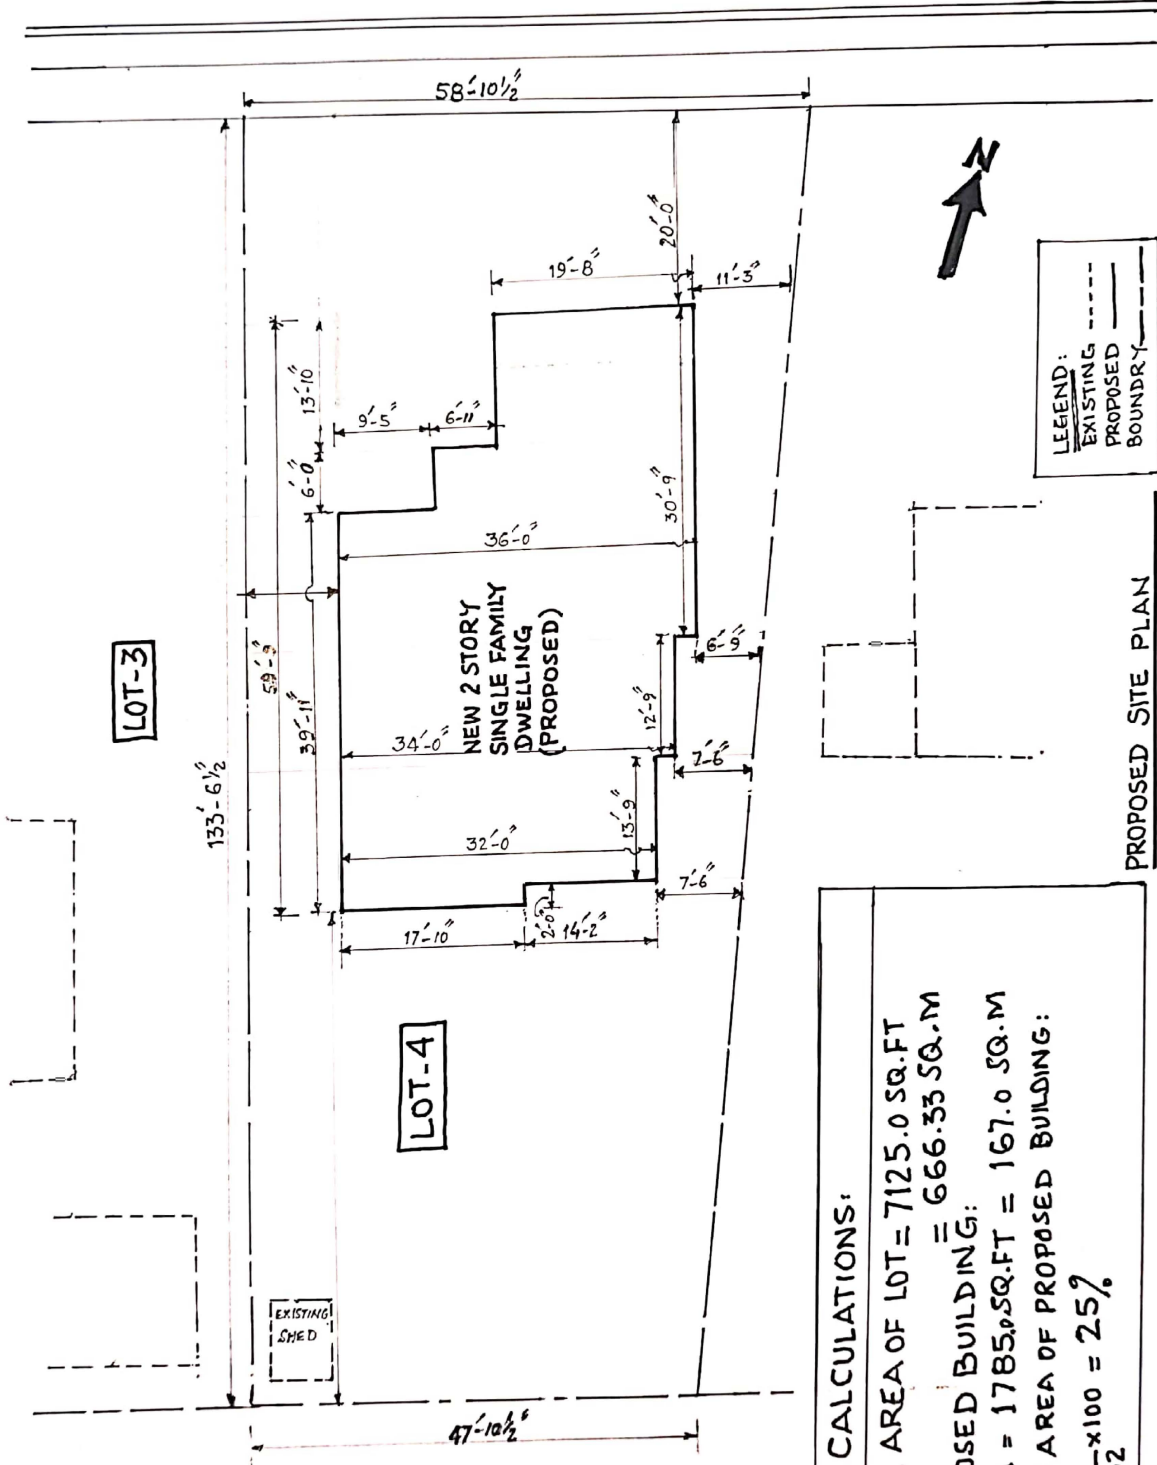 58'-10½"
20'-0"
19'-8"
11'-3"
13'-10
9'-5"
6'-11"
6'-0"
30'-9"
36'-0"
59'-9"
39'-11"
133'-6½"
LOT-3
NEW 2 STORY
SINGLE FAMILY
DWELLING
(PROPOSED)
6'-9"
12'-9"
34'-0"
7'-6"
13'-9"
32'-0"
7'-6"
17'-10"
2'-0"
14'-2"
LOT-4
EXISTING
SHED
47'-10½"
N
LEGEND:
EXISTING
PROPOSED
BOUNDRY
PROPOSED SITE PLAN
CALCULATIONS:
AREA OF LOT = 7125.0 SQ.FT
= 666.33 SQ.M
OSED BUILDING:
= 1785.0 SQ.FT = 167.0 SQ.M
AREA OF PROPOSED BUILDING:
x100 = 25%